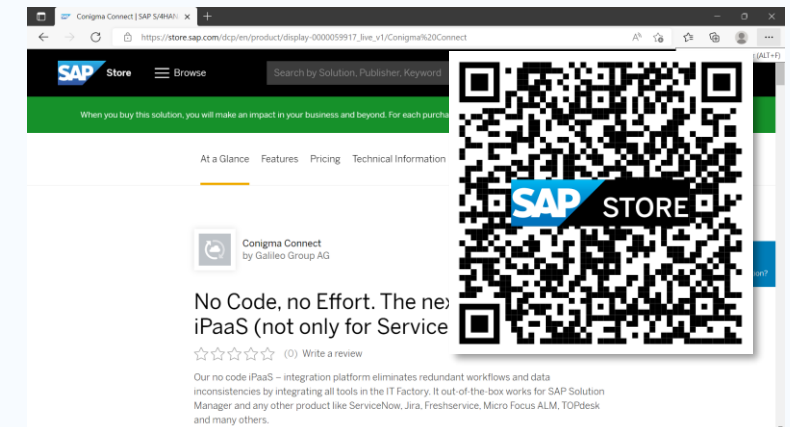 Conigma Connect | SAP S/4HAN
https://store.sap.com/dcp/en/product/display-0000059917_live_v1/Conigma%20Connect
(ALT+F)
SAP Store Browse Search by Solution, Publisher, Keyword
When you buy this solution, you will make an impact in your business and beyond. For each purcha
At a Glance Features Pricing Technical Information
SAP STORE
Conigma Connect
by Galileo Group AG
ion?
No Code, no Effort. The nex
iPaaS (not only for Service
(0) Write a review
Our no code iPaaS – integration platform eliminates redundant workflows and data
inconsistencies by integrating all tools in the IT Factory. It out-of-the-box works for SAP Solution
Manager and any other product like ServiceNow, Jira, Freshservice, Micro Focus ALM, TOPdesk
and many others.